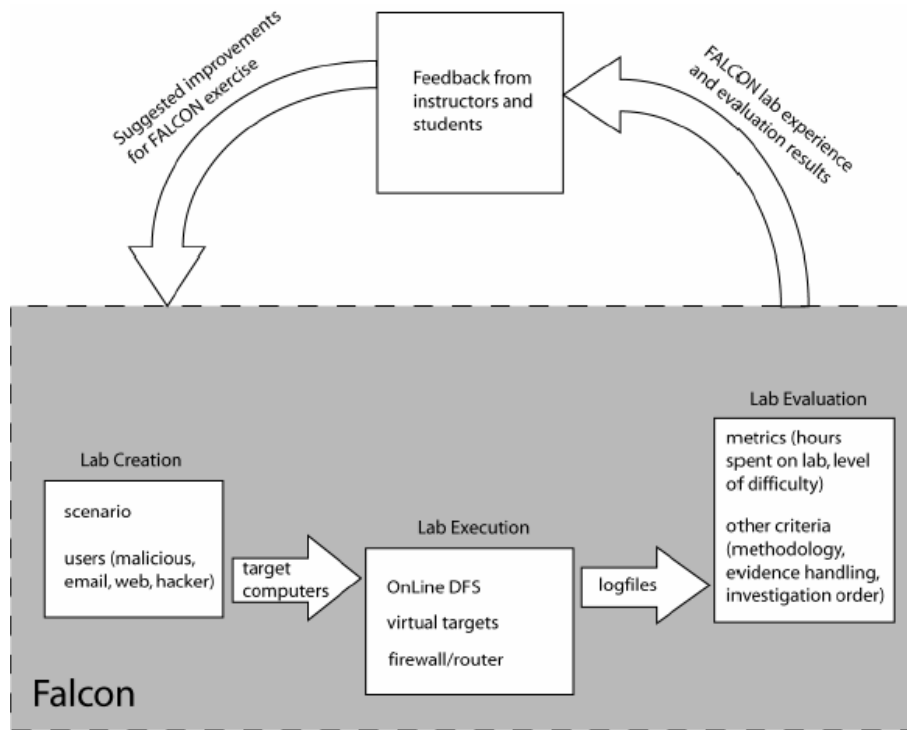 Suggested improvements
for FALCON exercise
Feedback from
instructors and
students
FALCON lab experience
and evaluation results
Lab Creation
scenario
users (malicious,
email, web, hacker)
target
computers
Lab Execution
OnLine DFS
virtual targets
firewall/router
logfiles
Lab Evaluation
metrics (hours
spent on lab, level
of difficulty)
other criteria
(methodology,
evidence handling,
investigation order)
Falcon